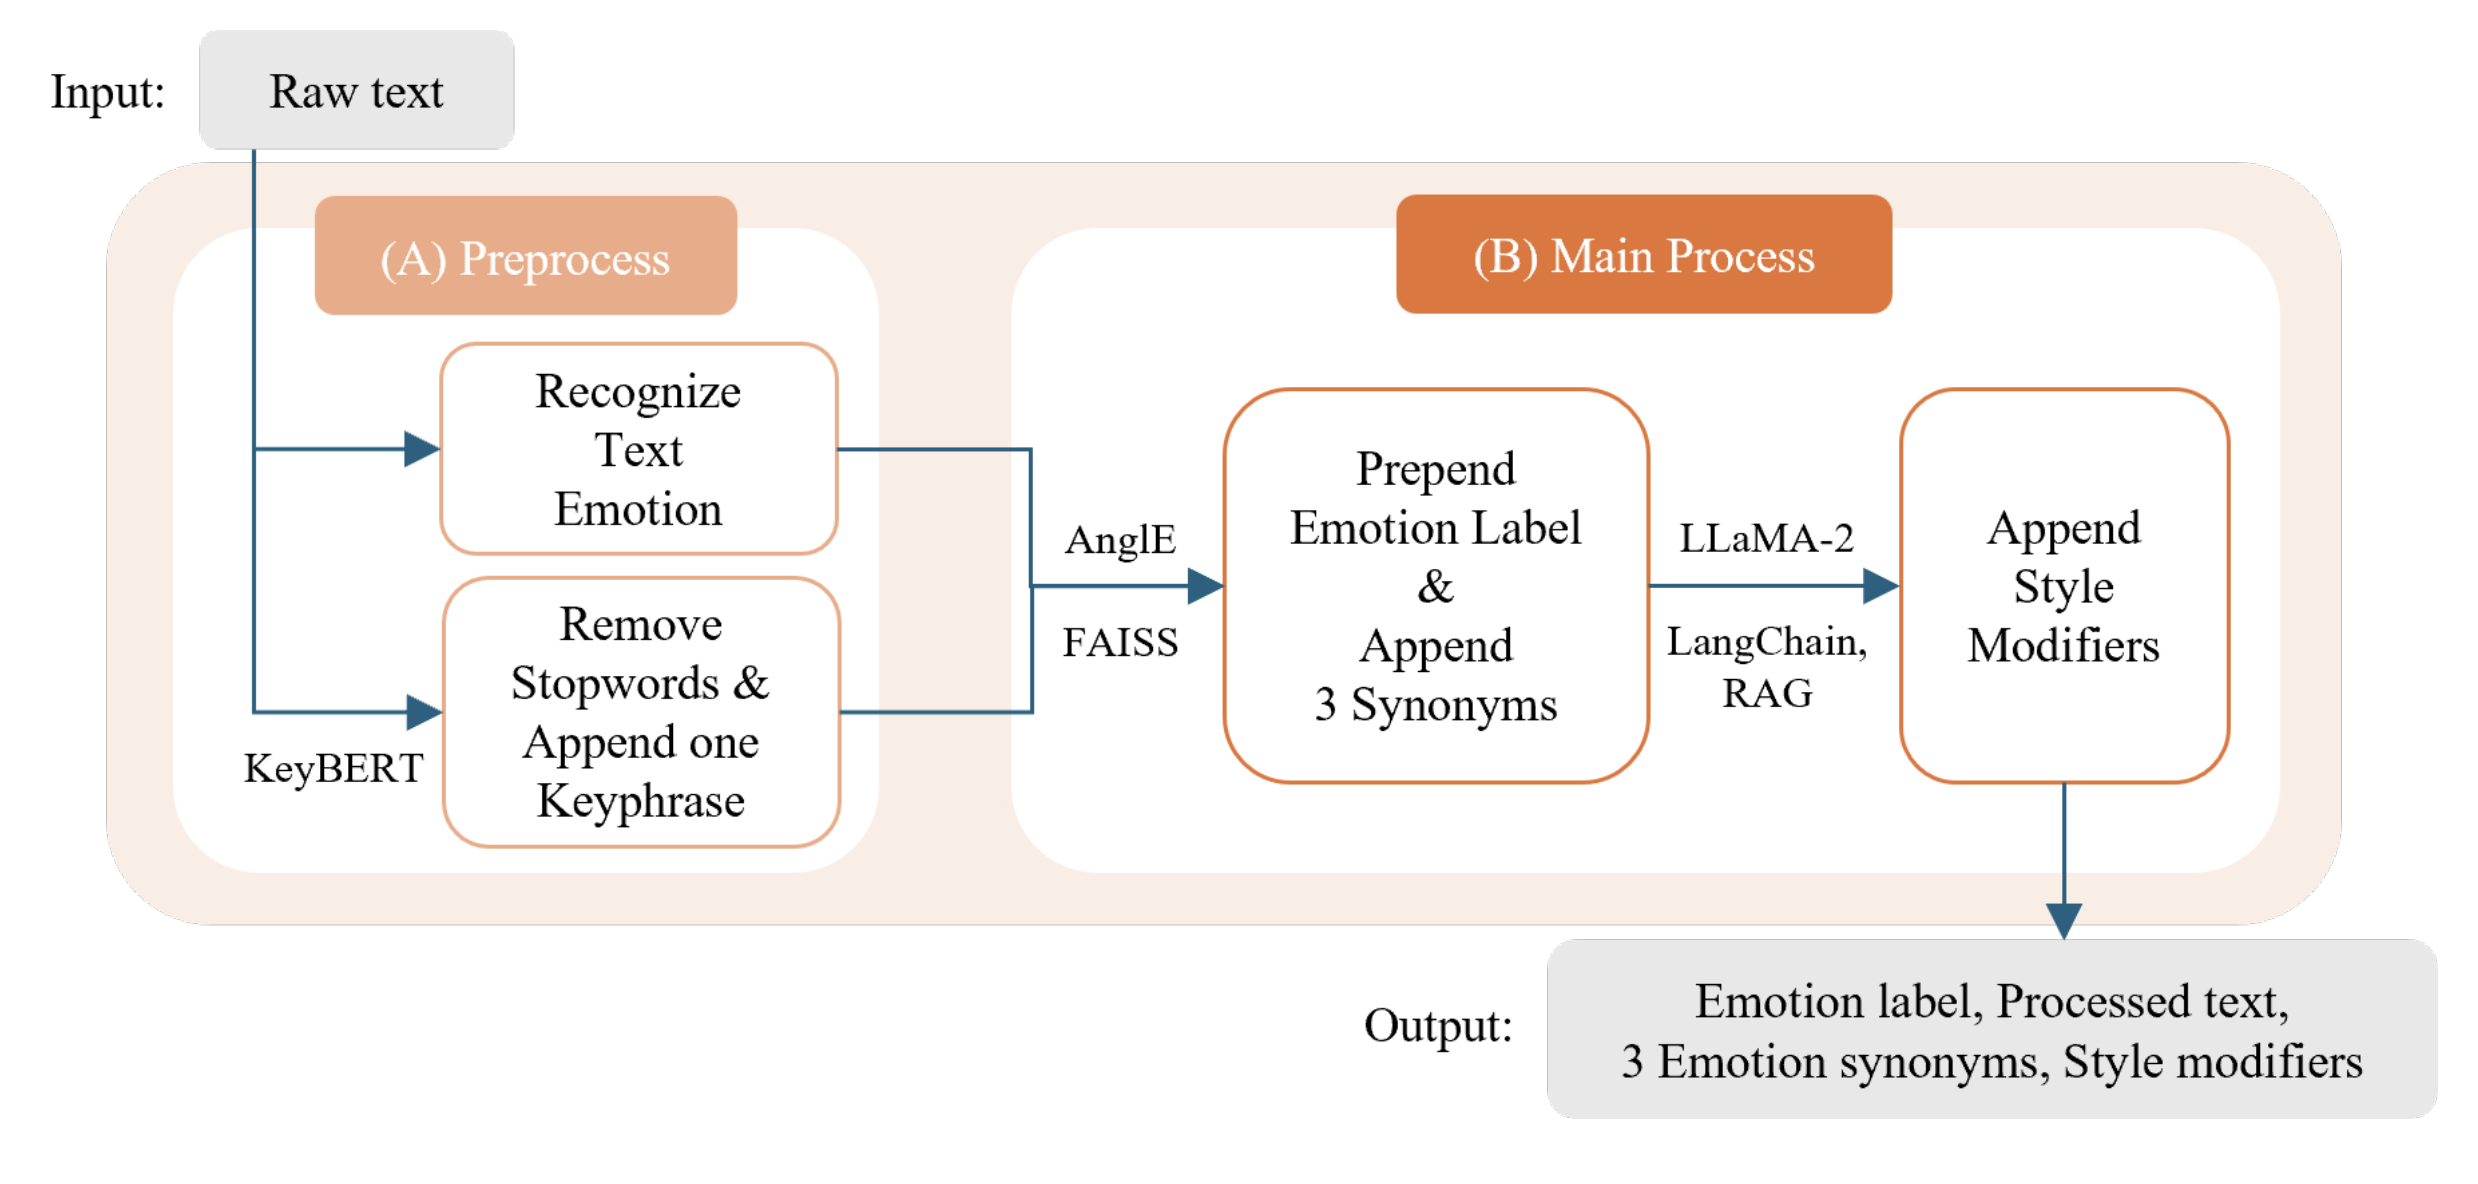 Input:
Raw text
(A) Preprocess
Recognize
Text
Emotion
KeyBERT
Remove
Stopwords &
Append one
Keyphrase
AnglE
FAISS
(B) Main Process
Prepend
Emotion Label
&
Append
3 Synonyms
LLaMA-2
LangChain,
RAG
Append
Style
Modifiers
Output:
Emotion label, Processed text,
3 Emotion synonyms, Style modifiers